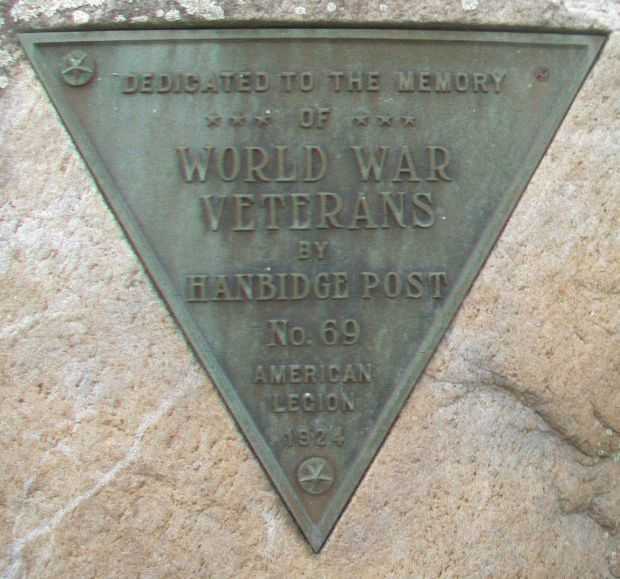 DEDICATED TO THE MEMORY
*** OF ***
WORLD WAR
VETERANS
BY
HANBIDGE POST
No. 69
AMERICAN
LEGION
1924